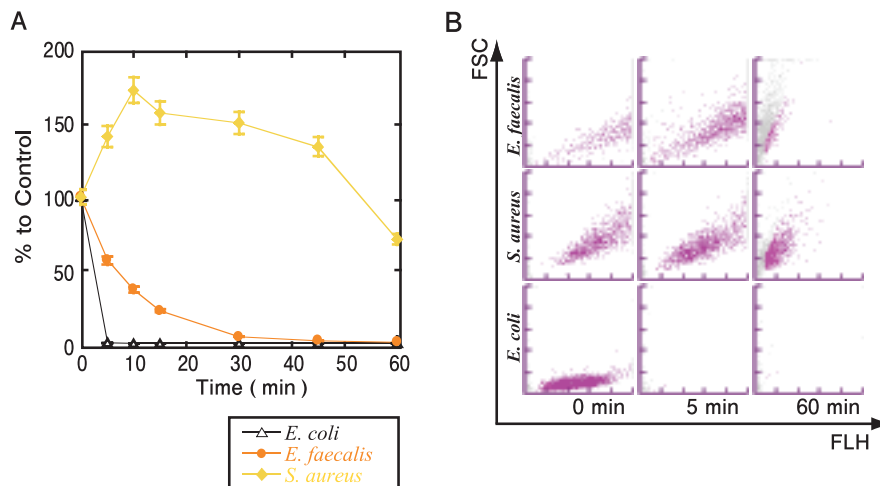 A
200
150
100
50
0
% to Control
0 10 20 30 40 50 60
Time ( min )
E. coli
E. faecalis
S. aureus
B
FSC
E. faecalis
S. aureus
E. coli
0 min 5 min 60 min
FLH